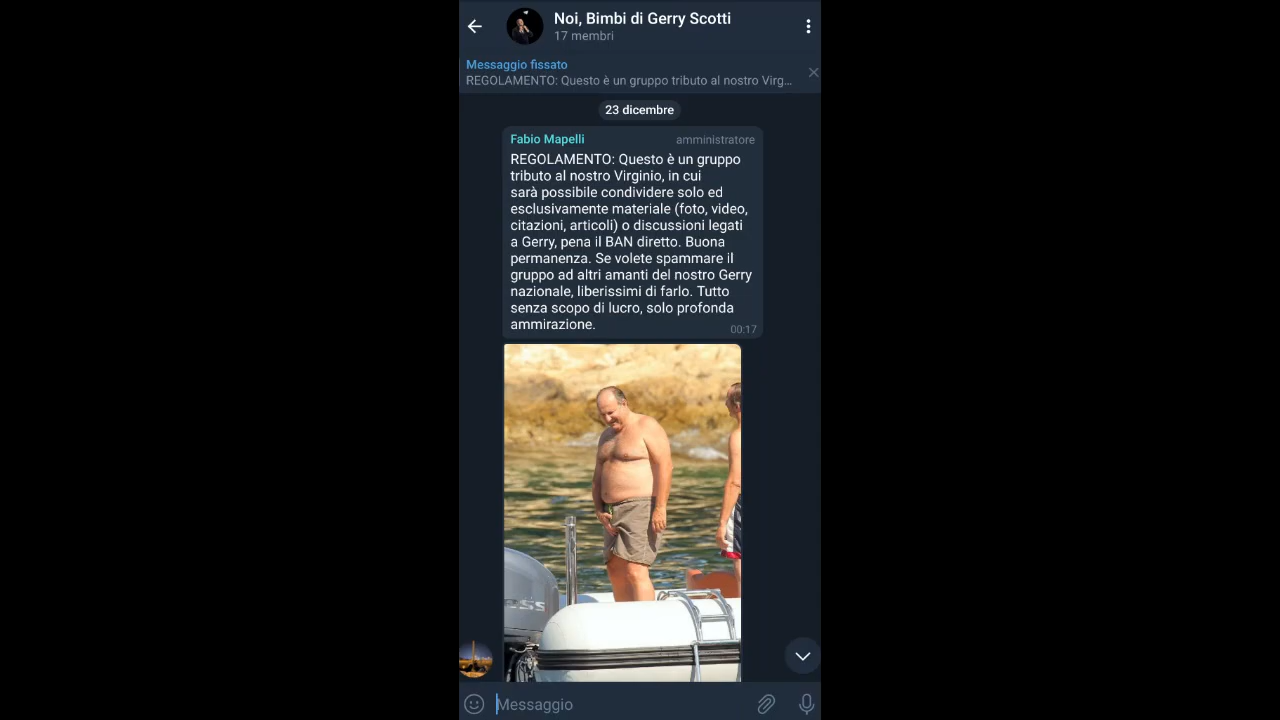 Noi, Bimbi di Gerry Scotti
17 membri
Messaggio fissato
REGOLAMENTO: Questo è un gruppo tributo al nostro Virg...
23 dicembre
Fabio Mapelli
amministratore
REGOLAMENTO: Questo è un gruppo
tributo al nostro Virginio, in cui
sarà possibile condividere solo ed
esclusivamente materiale (foto, video,
citazioni, articoli) o discussioni legati
a Gerry, pena il BAN diretto. Buona
permanenza. Se volete spammare il
gruppo ad altri amanti del nostro Gerry
nazionale, liberissimi di farlo. Tutto
senza scopo di lucro, solo profonda
ammirazione.
00:17
Messaggio